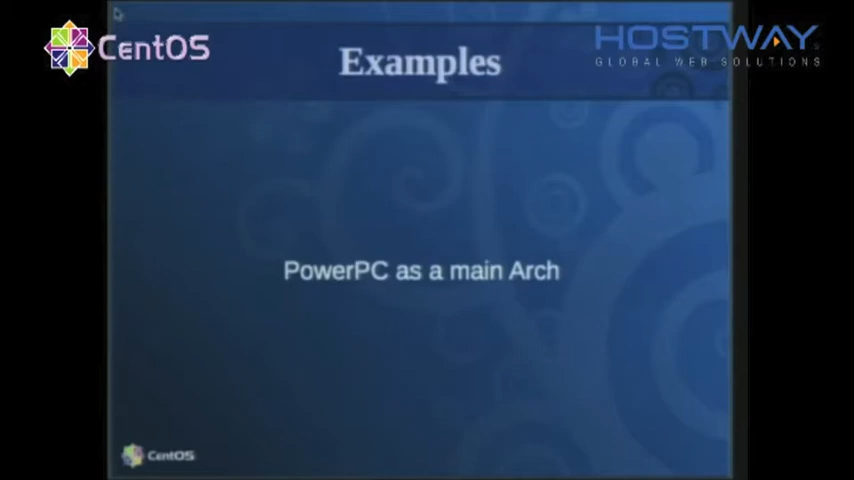 CentOS
HOSTWAY
GLOBAL WEB SOLUTIONS
Examples
PowerPC as a main Arch
CentOS